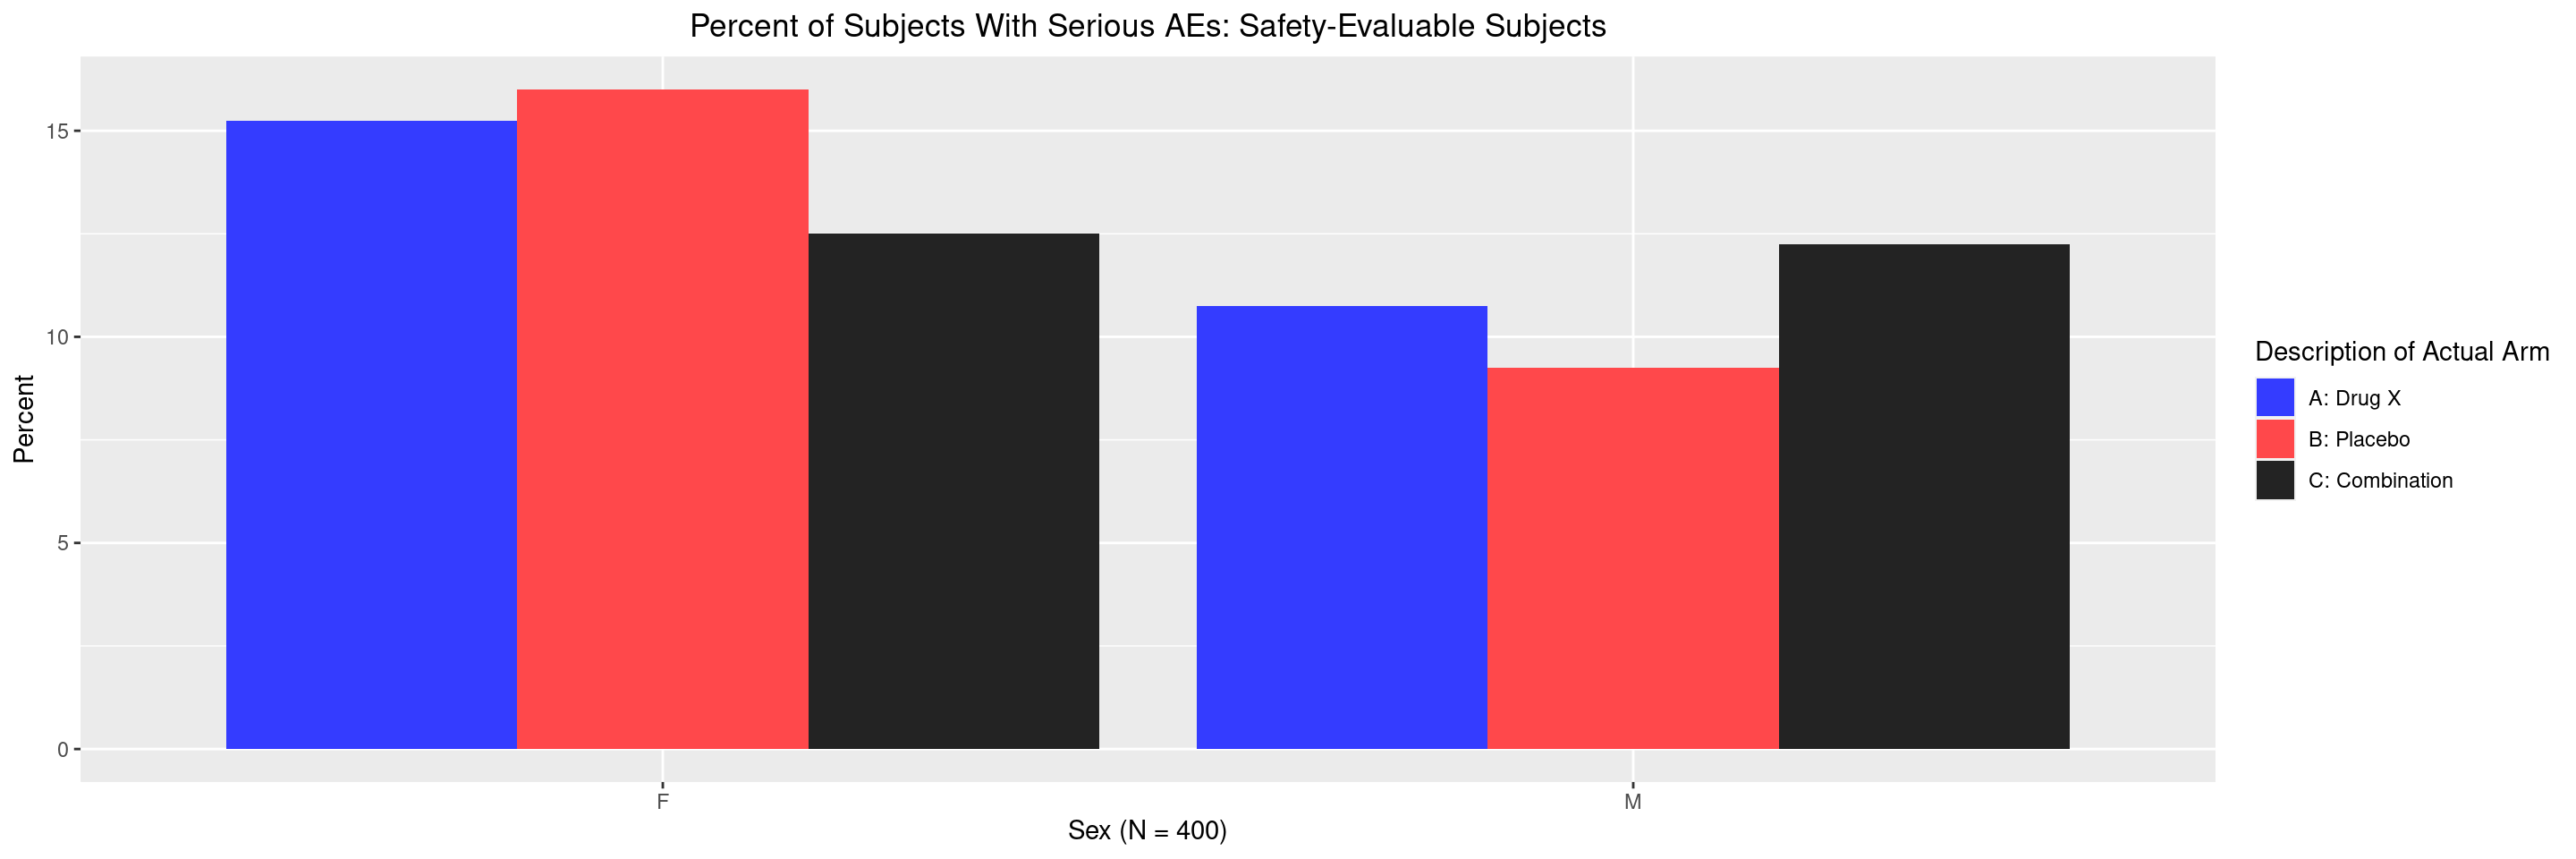 Percent of Subjects With Serious AEs: Safety-Evaluable Subjects
Percent
15
10
5
0
F
M
Sex (N = 400)
Description of Actual Arm
A: Drug X
B: Placebo
C: Combination